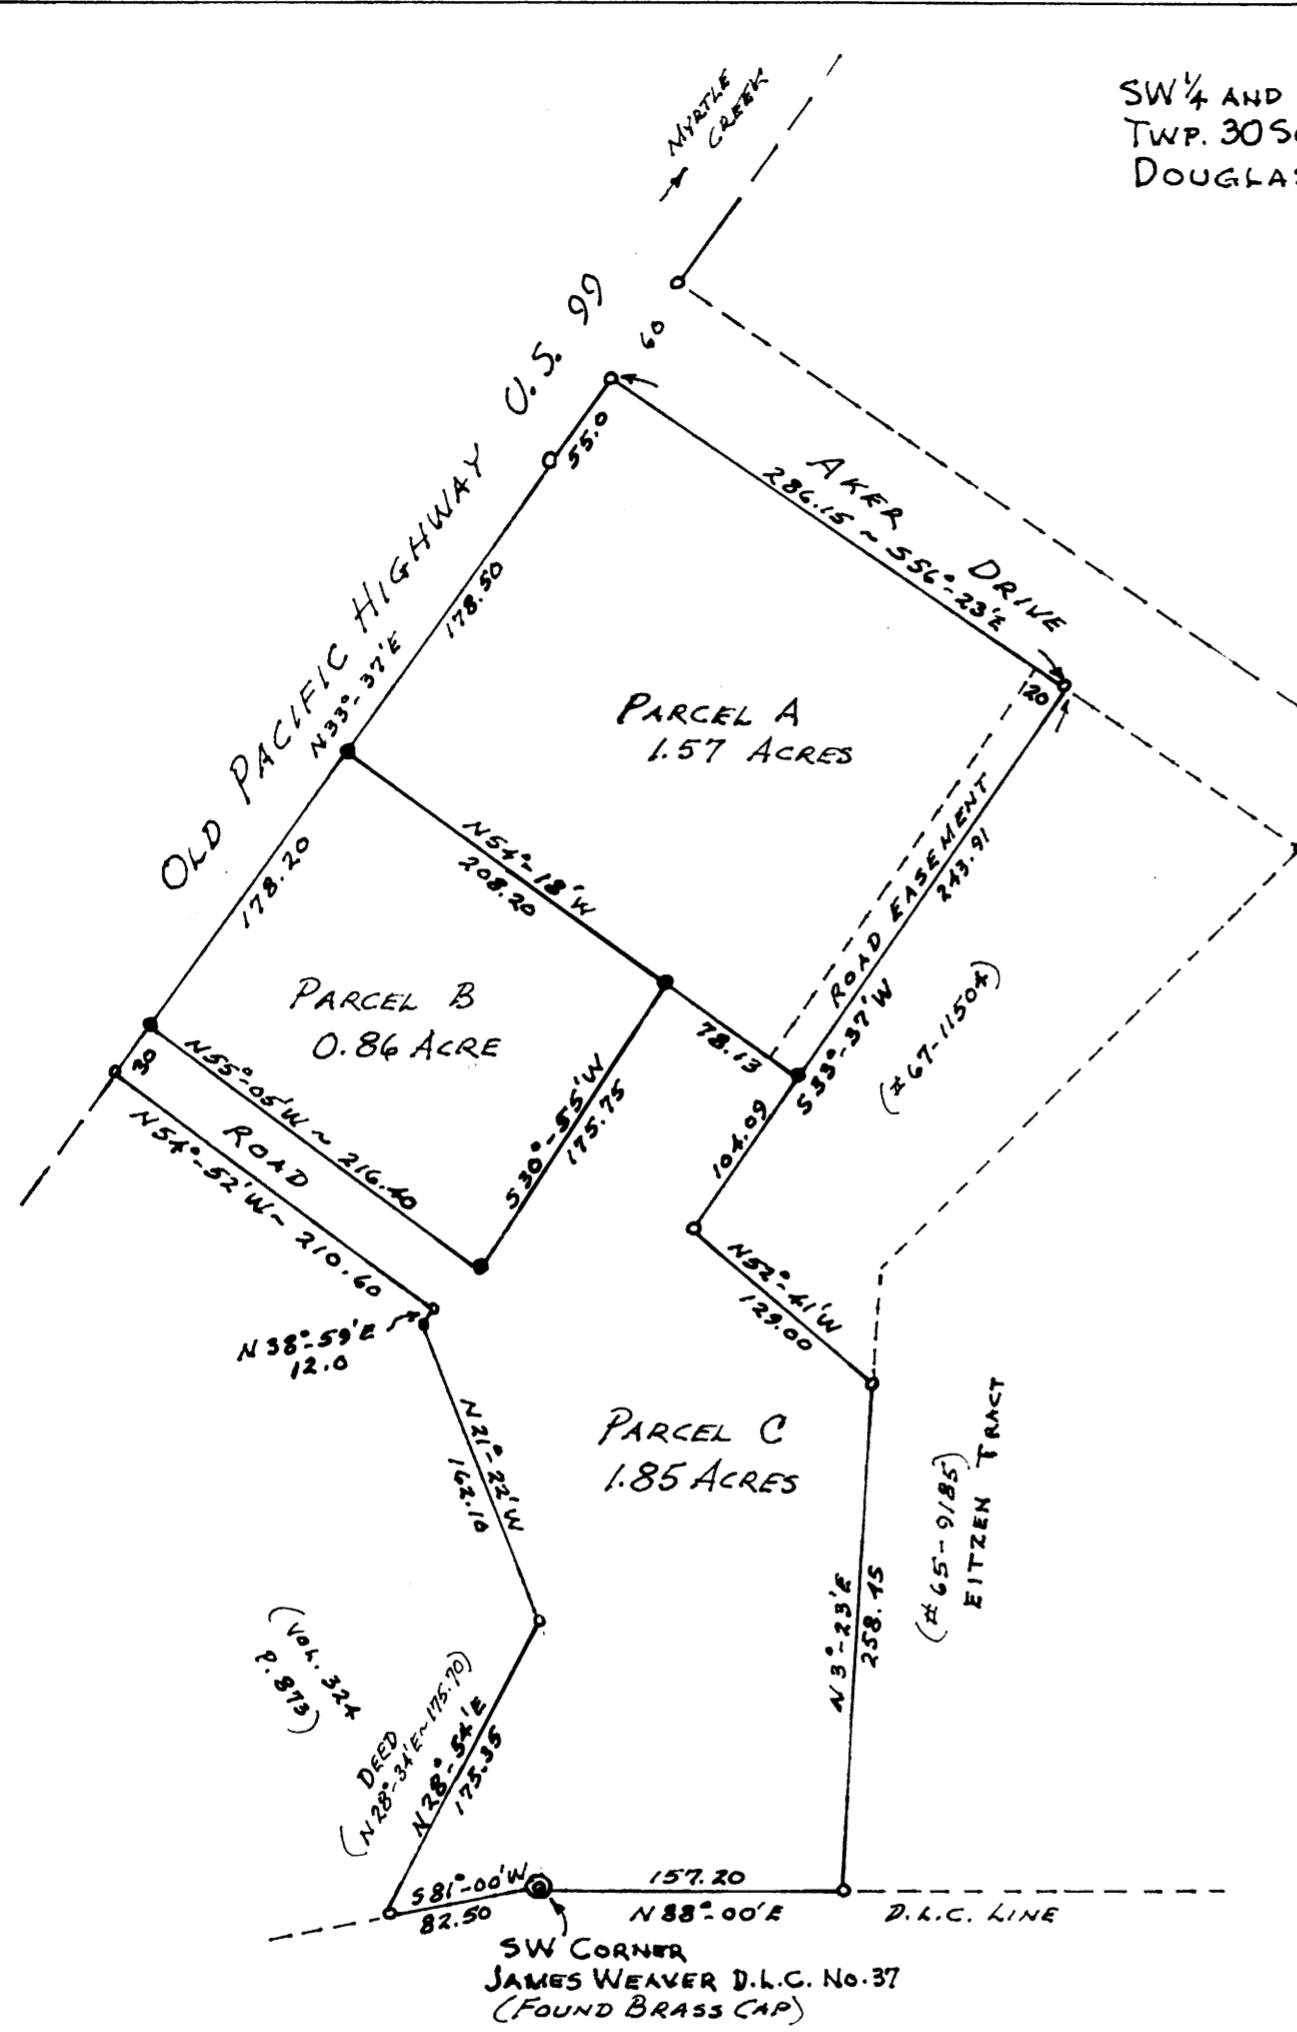 SW ¼ AND
TWP. 30 S
DOUGLAS
MYRTLE
CREEK
OLD PACIFIC HIGHWAY U.S. 99
60
55.0
AKER DRIVE
286.15 ~ S56°-23'E
178.50
N33°-37'E
20
PARCEL A
1.57 ACRES
ROAD EASEMENT
243.91
S33°-37'W
N54°-18'W
208.20
178.20
78.13
(#67-11504)
PARCEL B
0.86 ACRE
30
N55°-05'W ~ 216.40
ROAD
N54°-52'W ~ 210.60
S30°-55'W
175.75
104.09
N52°-41'W
129.00
N38°-59'E
12.0
N21°-22'W
162.10
PARCEL C
1.85 ACRES
(#65-9185)
EITZEN TRACT
N3°-23'E
258.45
(VOL. 324
P. 873)
DEED
(N28°-34'E ~ 175.70)
N28°-54'E
175.35
S81°-00'W
82.50
157.20
N88°-00'E
D.L.C. LINE
SW CORNER
JAMES WEAVER D.L.C. No. 37
(FOUND BRASS CAP)